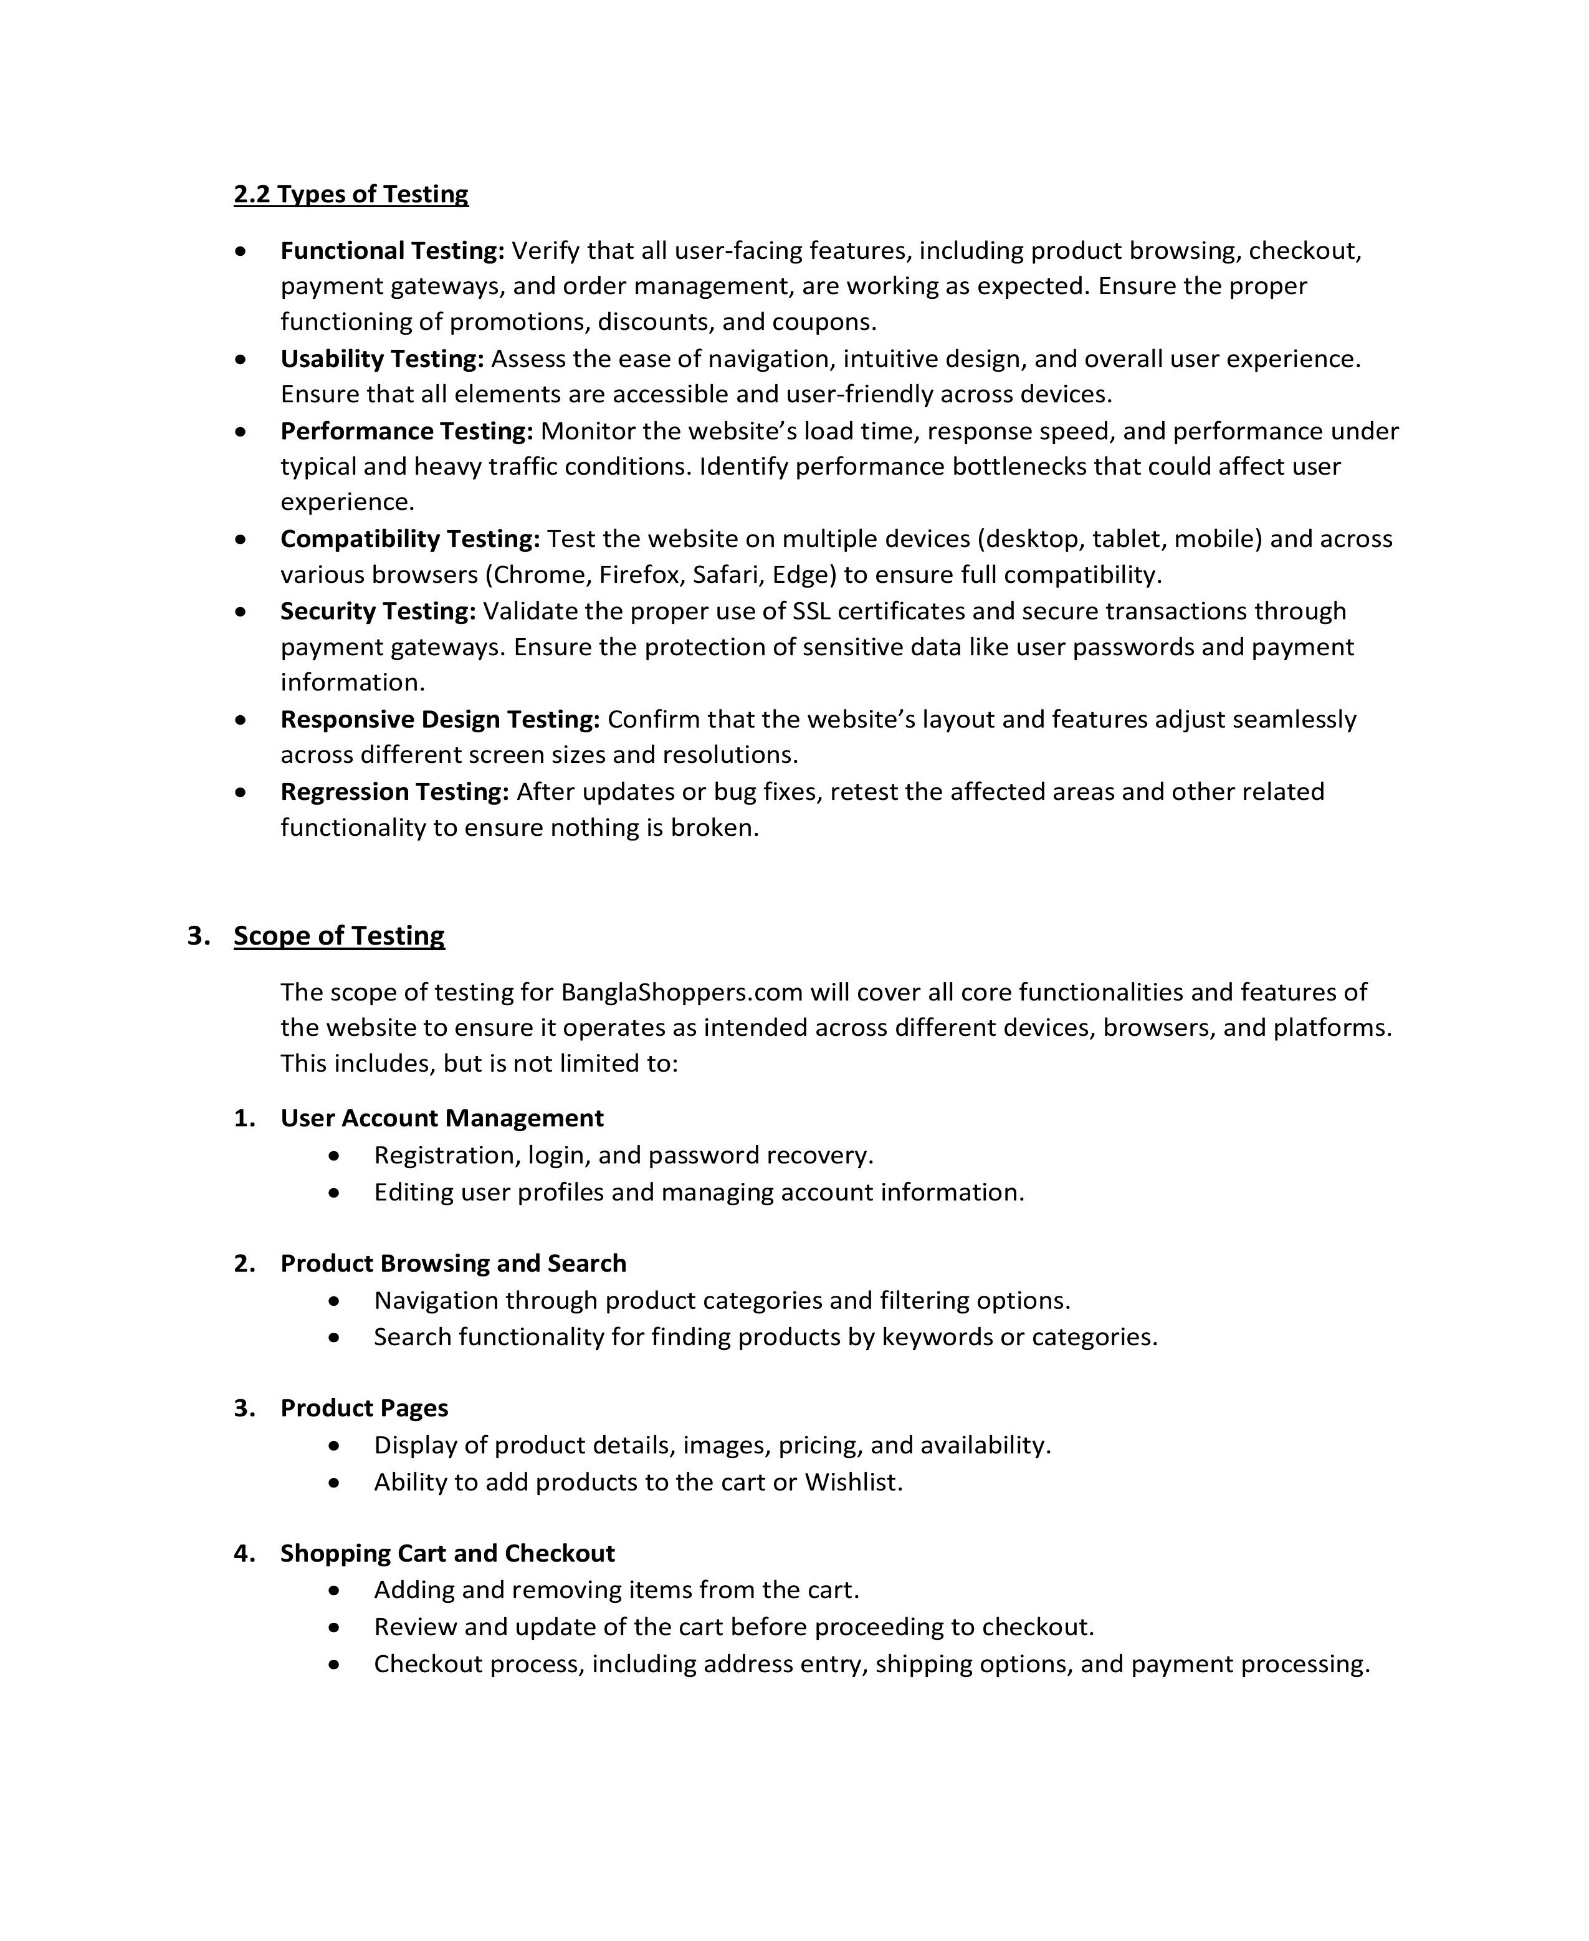 2.2 Types of Testing
• Functional Testing: Verify that all user-facing features, including product browsing, checkout,
payment gateways, and order management, are working as expected. Ensure the proper
functioning of promotions, discounts, and coupons.
• Usability Testing: Assess the ease of navigation, intuitive design, and overall user experience.
Ensure that all elements are accessible and user-friendly across devices.
• Performance Testing: Monitor the website’s load time, response speed, and performance under
typical and heavy traffic conditions. Identify performance bottlenecks that could affect user
experience.
• Compatibility Testing: Test the website on multiple devices (desktop, tablet, mobile) and across
various browsers (Chrome, Firefox, Safari, Edge) to ensure full compatibility.
• Security Testing: Validate the proper use of SSL certificates and secure transactions through
payment gateways. Ensure the protection of sensitive data like user passwords and payment
information.
• Responsive Design Testing: Confirm that the website’s layout and features adjust seamlessly
across different screen sizes and resolutions.
• Regression Testing: After updates or bug fixes, retest the affected areas and other related
functionality to ensure nothing is broken.
3. Scope of Testing
The scope of testing for BanglaShoppers.com will cover all core functionalities and features of
the website to ensure it operates as intended across different devices, browsers, and platforms.
This includes, but is not limited to:
1. User Account Management
• Registration, login, and password recovery.
• Editing user profiles and managing account information.
2. Product Browsing and Search
• Navigation through product categories and filtering options.
• Search functionality for finding products by keywords or categories.
3. Product Pages
• Display of product details, images, pricing, and availability.
• Ability to add products to the cart or Wishlist.
4. Shopping Cart and Checkout
• Adding and removing items from the cart.
• Review and update of the cart before proceeding to checkout.
• Checkout process, including address entry, shipping options, and payment processing.